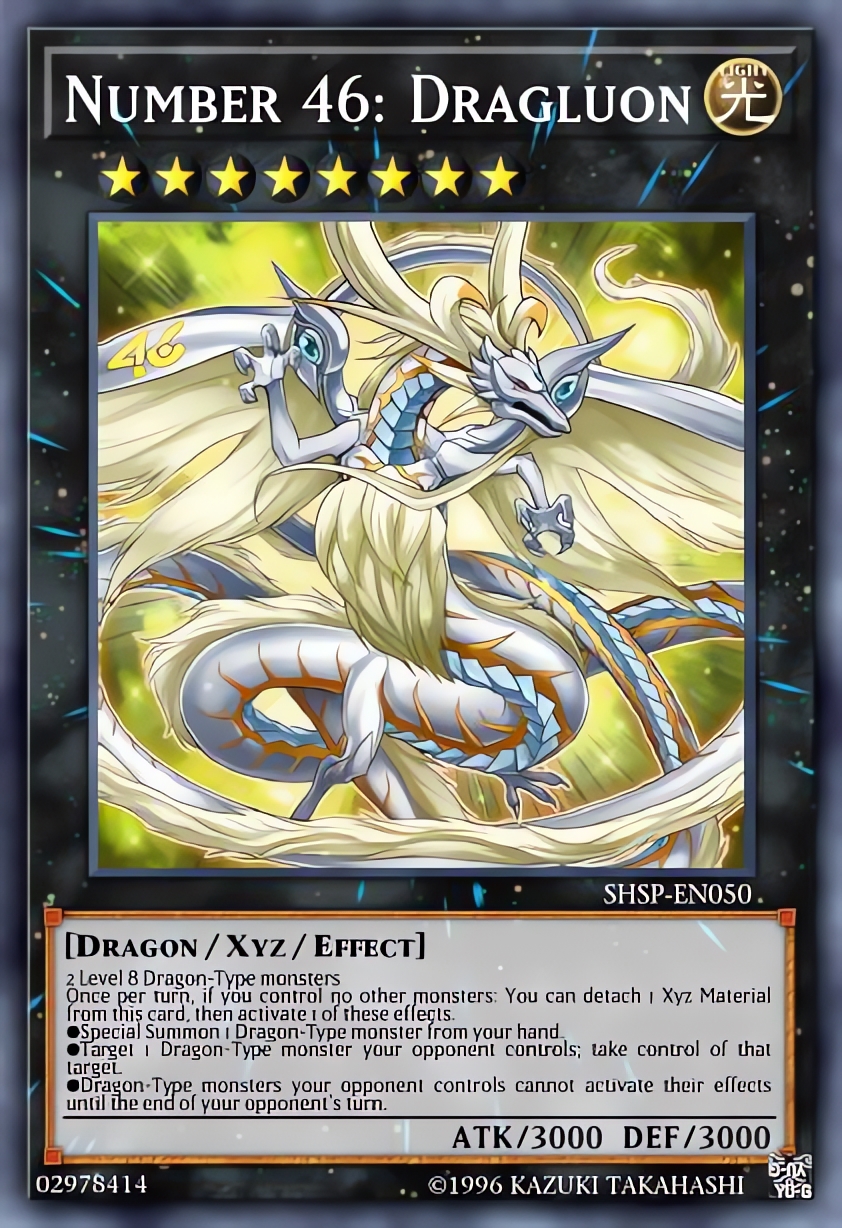 NUMBER 46: DRAGLUON
LIGHT
光
46
SHSP-EN050
[DRAGON / XYZ / EFFECT]
2 Level 8 Dragon-Type monsters
Once per turn, if you control no other monsters: You can detach 1 Xyz Material
from this card, then activate 1 of these effects.
●Special Summon 1 Dragon-Type monster from your hand.
●Target 1 Dragon-Type monster your opponent controls; take control of that
target.
●Dragon-Type monsters your opponent controls cannot activate their effects
until the end of your opponent's turn.
ATK/3000 DEF/3000
02978414
©1996 KAZUKI TAKAHASHI